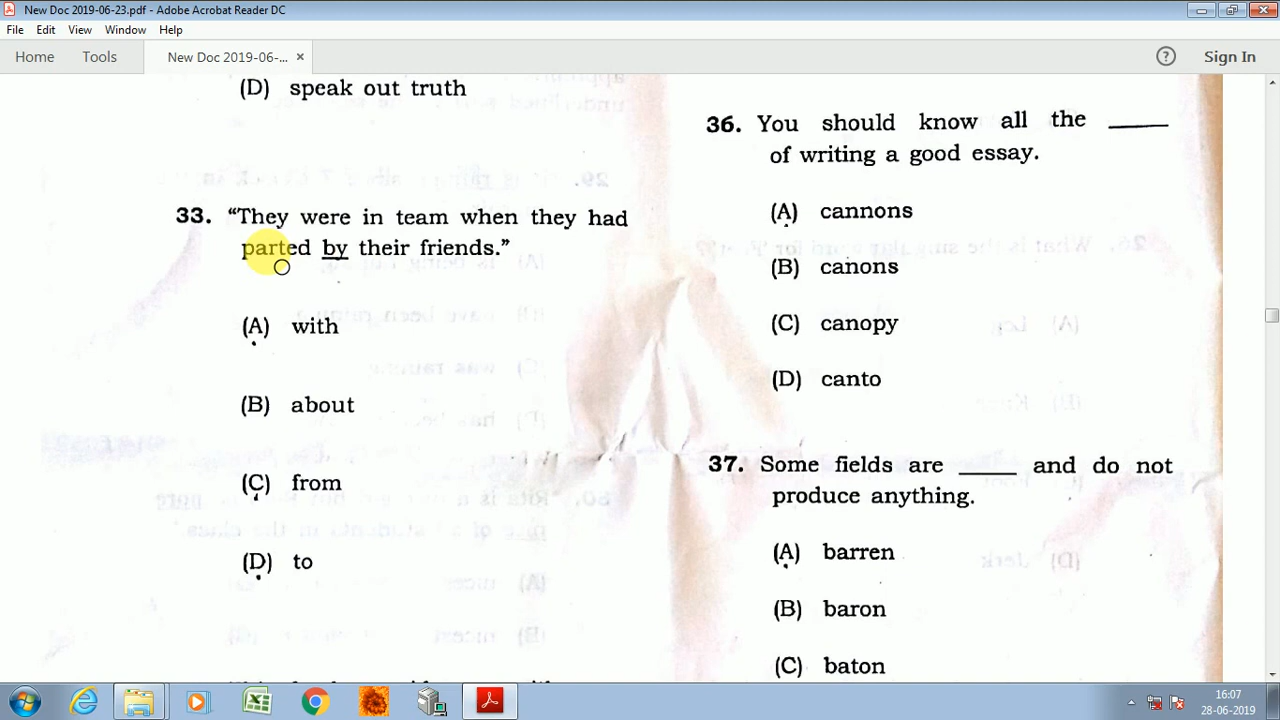 New Doc 2019-06-23.pdf - Adobe Acrobat Reader DC
File Edit View Window Help
Home Tools New Doc 2019-06-... × Sign In
(D) speak out truth
33. “They were in team when they had
parted by their friends.”
(A) with
(B) about
(C) from
(D) to
36. You should know all the ____
of writing a good essay.
(A) cannons
(B) canons
(C) canopy
(D) canto
37. Some fields are ____ and do not
produce anything.
(A) barren
(B) baron
(C) baton
16:07
28-06-2019